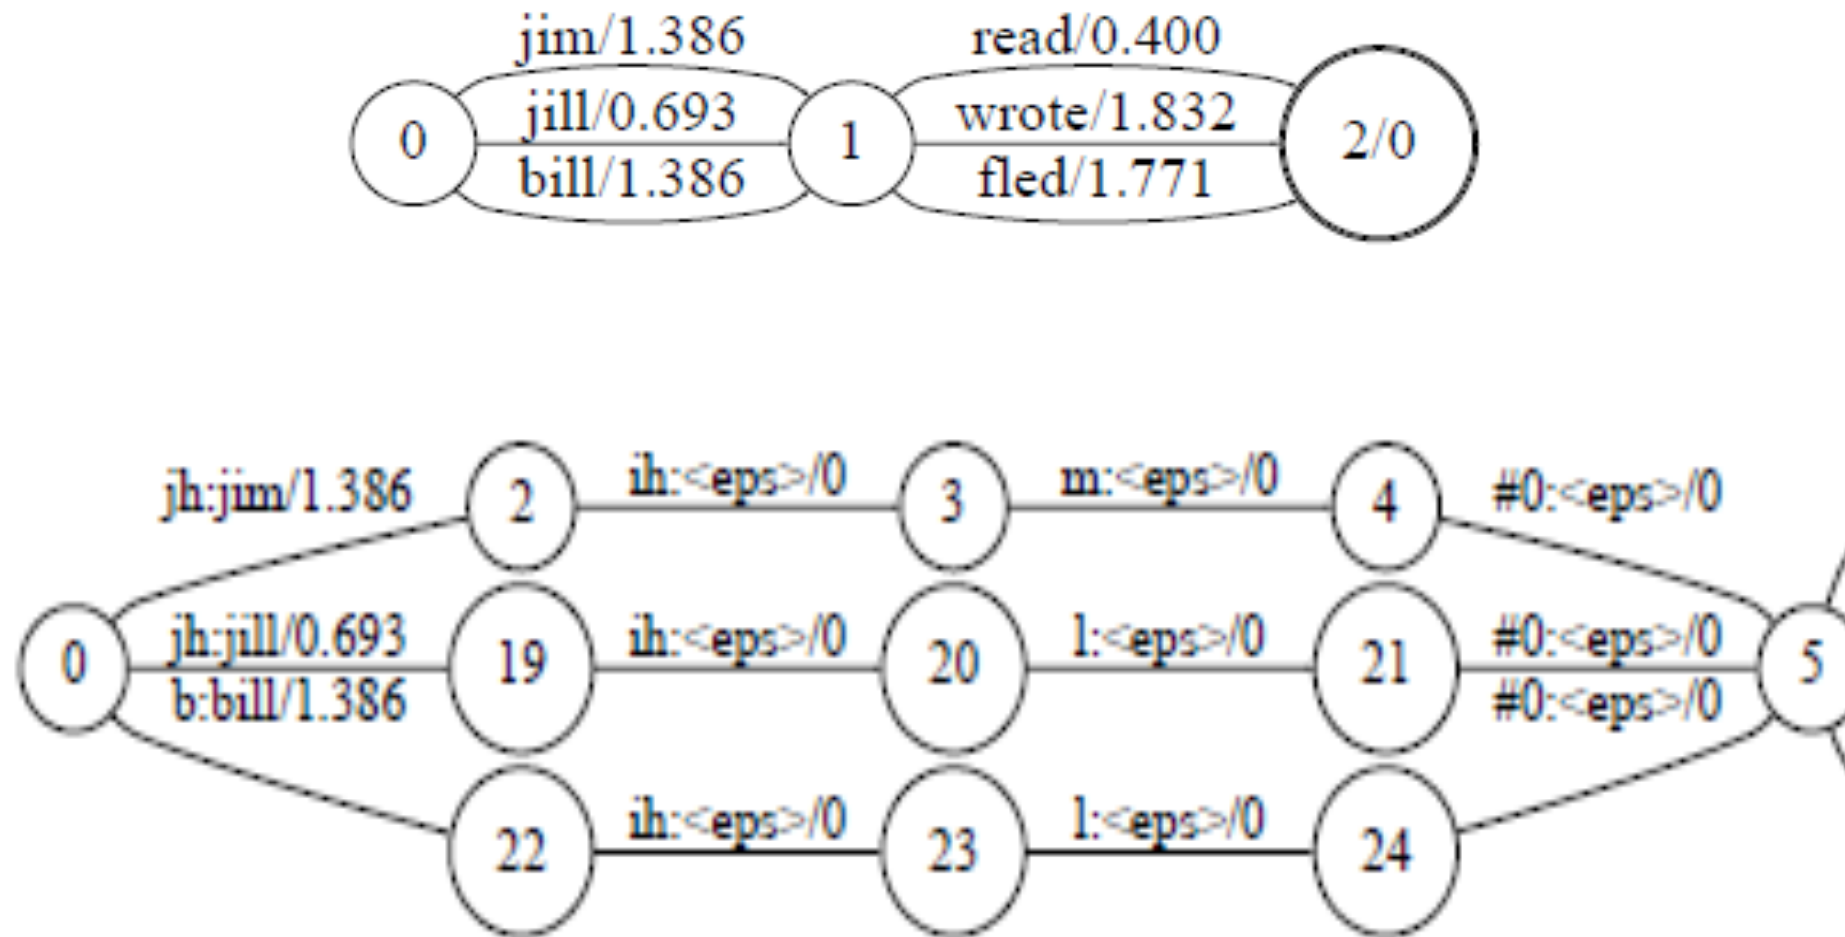 jim/1.386 read/0.400
jill/0.693 wrote/1.832
0 1 2/0
bill/1.386 fled/1.771
jh:jim/1.386 2 ih:<eps>/0 3 m:<eps>/0 4 #0:<eps>/0
0 jh:jill/0.693 19 ih:<eps>/0 20 l:<eps>/0 21 #0:<eps>/0 5
b:bill/1.386 #0:<eps>/0
22 ih:<eps>/0 23 l:<eps>/0 24